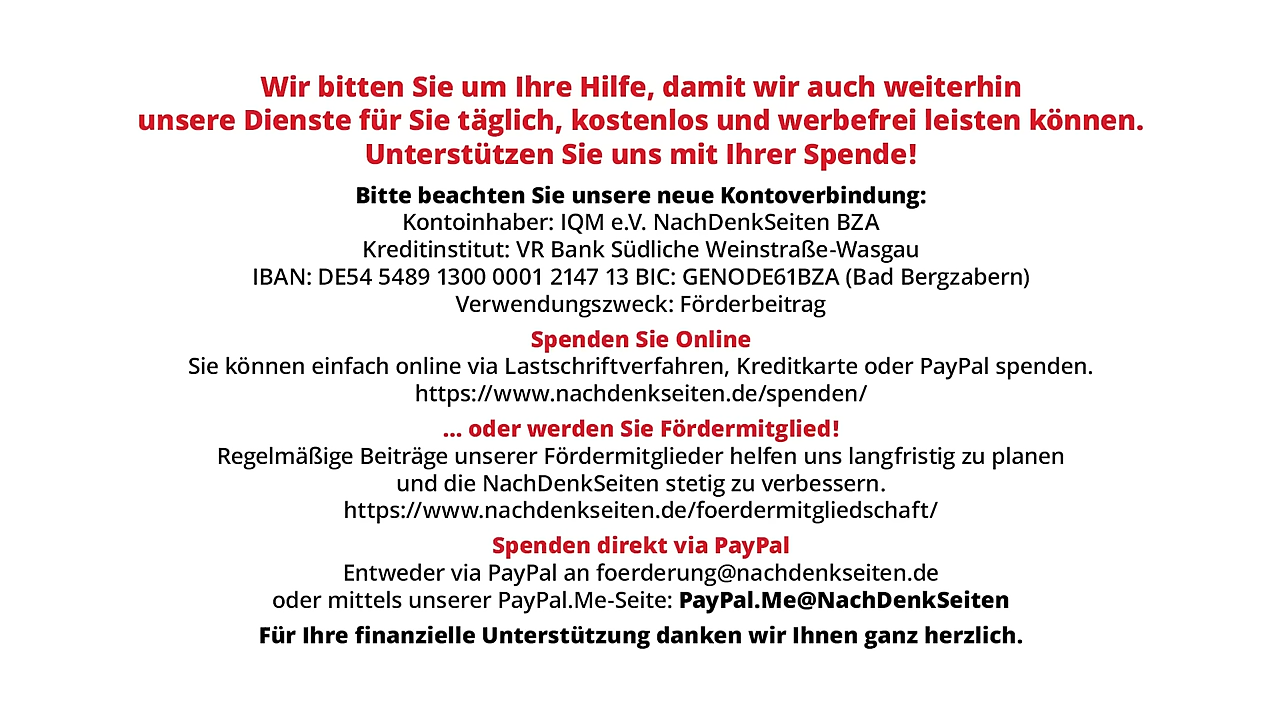 Wir bitten Sie um Ihre Hilfe, damit wir auch weiterhin
unsere Dienste für Sie täglich, kostenlos und werbefrei leisten können.
Unterstützen Sie uns mit Ihrer Spende!
Bitte beachten Sie unsere neue Kontoverbindung:
Kontoinhaber: IQM e.V. NachDenkSeiten BZA
Kreditinstitut: VR Bank Südliche Weinstraße-Wasgau
IBAN: DE54 5489 1300 0001 2147 13 BIC: GENODE61BZA (Bad Bergzabern)
Verwendungszweck: Förderbeitrag
Spenden Sie Online
Sie können einfach online via Lastschriftverfahren, Kreditkarte oder PayPal spenden.
https://www.nachdenkseiten.de/spenden/
... oder werden Sie Fördermitglied!
Regelmäßige Beiträge unserer Fördermitglieder helfen uns langfristig zu planen
und die NachDenkSeiten stetig zu verbessern.
https://www.nachdenkseiten.de/foerdermitgliedschaft/
Spenden direkt via PayPal
Entweder via PayPal an foerderung@nachdenkseiten.de
oder mittels unserer PayPal.Me-Seite: PayPal.Me@NachDenkSeiten
Für Ihre finanzielle Unterstützung danken wir Ihnen ganz herzlich.